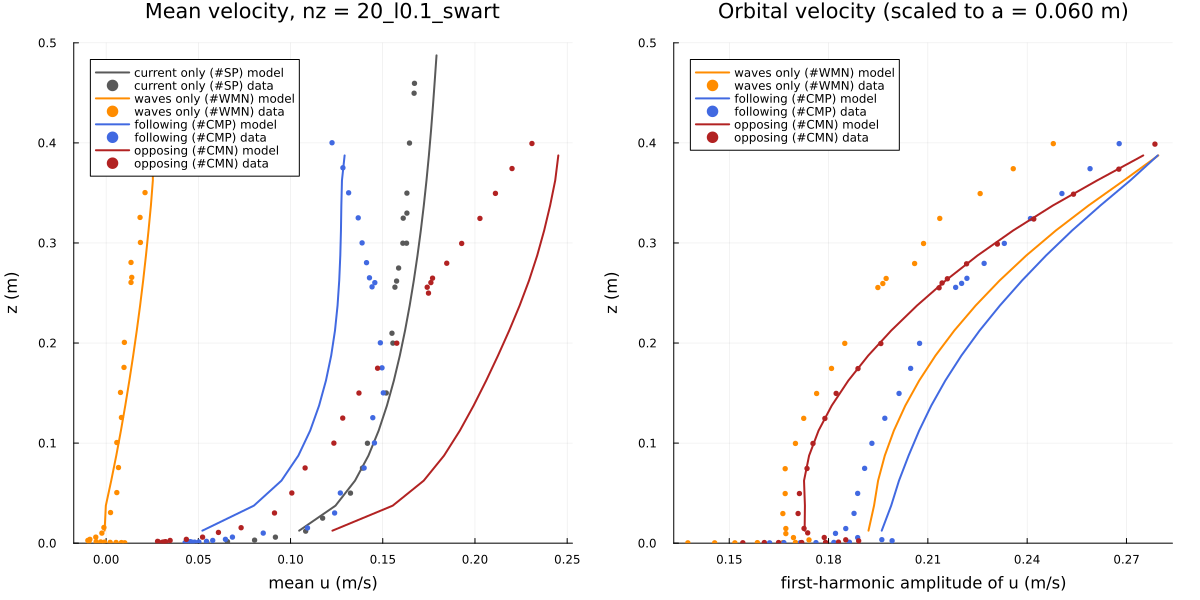 Mean velocity, nz = 20_l0.1_swart
0.5
0.4
0.3
0.2
0.1
0.0
z (m)
current only (#SP) model
current only (#SP) data
waves only (#WMN) model
waves only (#WMN) data
following (#CMP) model
following (#CMP) data
opposing (#CMN) model
opposing (#CMN) data
0.00
0.05
0.10
0.15
0.20
0.25
mean u (m/s)
Orbital velocity (scaled to a = 0.060 m)
0.5
0.4
0.3
0.2
0.1
0.0
z (m)
waves only (#WMN) model
waves only (#WMN) data
following (#CMP) model
following (#CMP) data
opposing (#CMN) model
opposing (#CMN) data
0.15
0.18
0.21
0.24
0.27
first-harmonic amplitude of u (m/s)